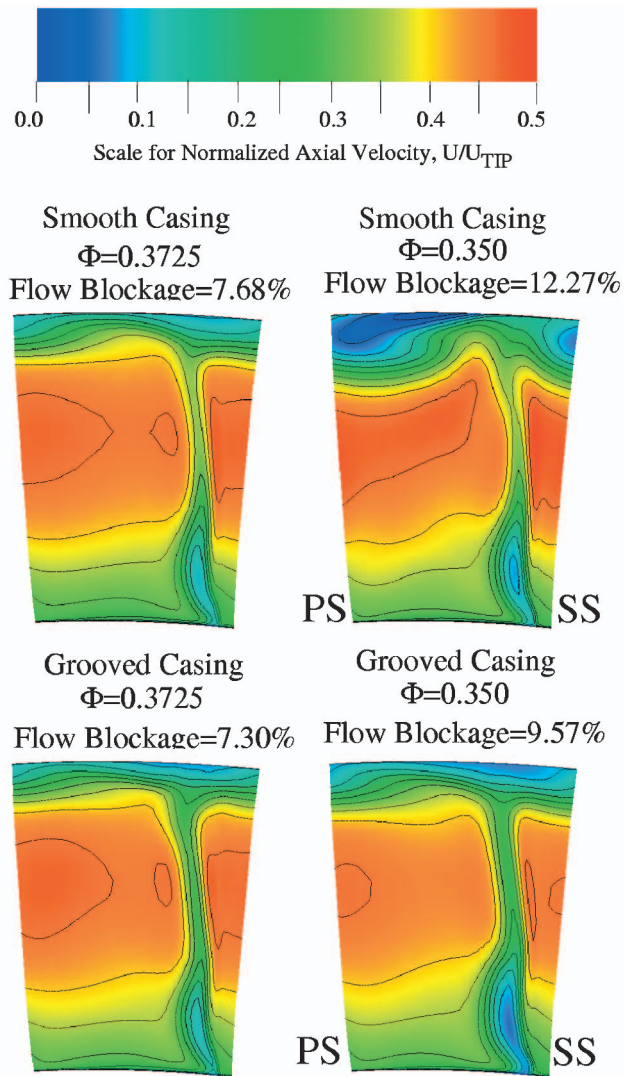 0.0 0.1 0.2 0.3 0.4 0.5
Scale for Normalized Axial Velocity, U/U_TIP
Smooth Casing
Φ=0.3725
Flow Blockage=7.68%
Smooth Casing
Φ=0.350
Flow Blockage=12.27%
PS SS
Grooved Casing
Φ=0.3725
Flow Blockage=7.30%
Grooved Casing
Φ=0.350
Flow Blockage=9.57%
PS SS